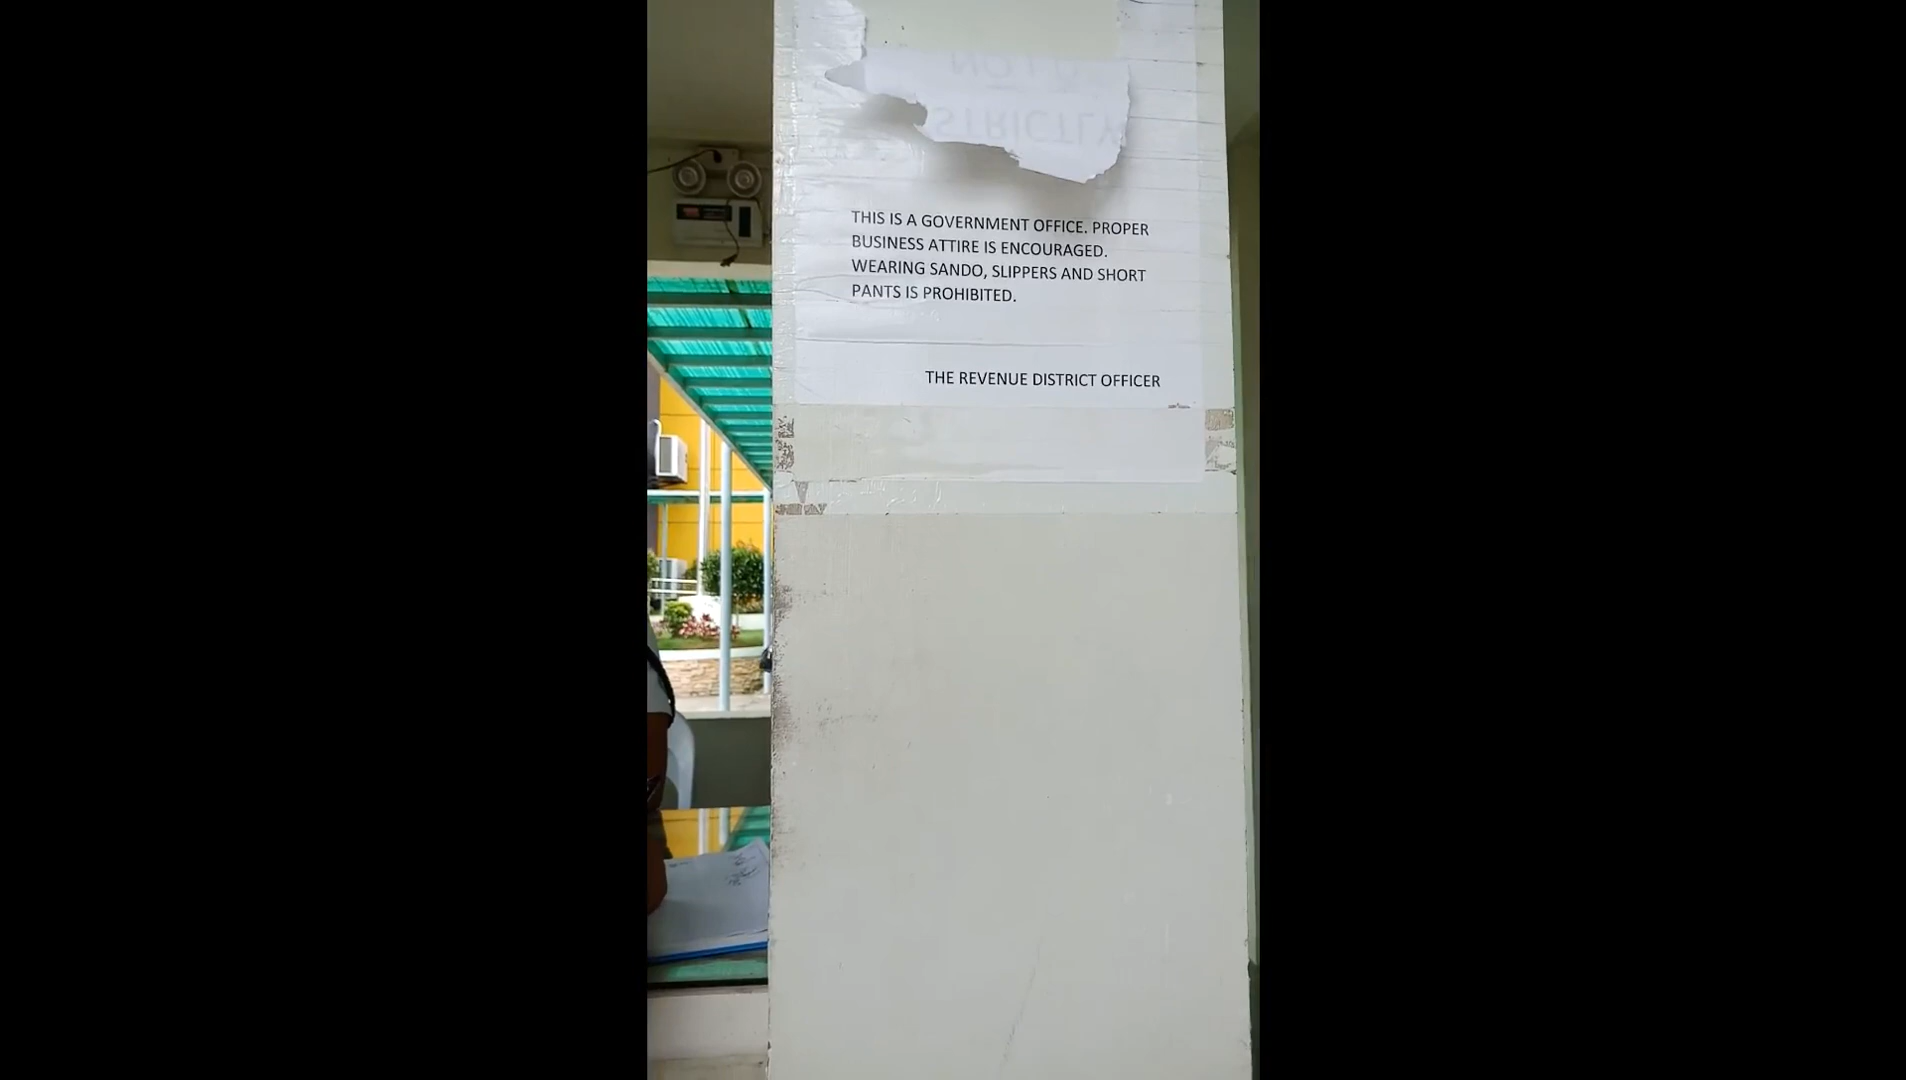 STRICTLY
THIS IS A GOVERNMENT OFFICE. PROPER
BUSINESS ATTIRE IS ENCOURAGED.
WEARING SANDO, SLIPPERS AND SHORT
PANTS IS PROHIBITED.
THE REVENUE DISTRICT OFFICER